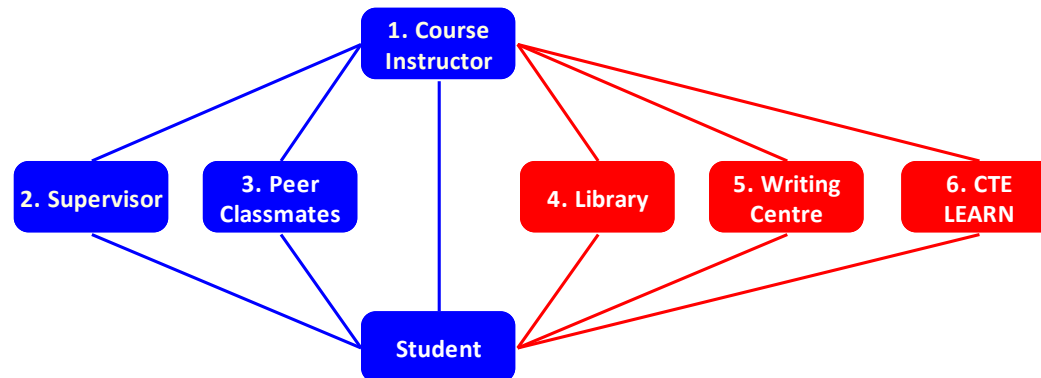 1. Course
Instructor
2. Supervisor
3. Peer
Classmates
4. Library
5. Writing
Centre
6. CTE
LEARN
Student